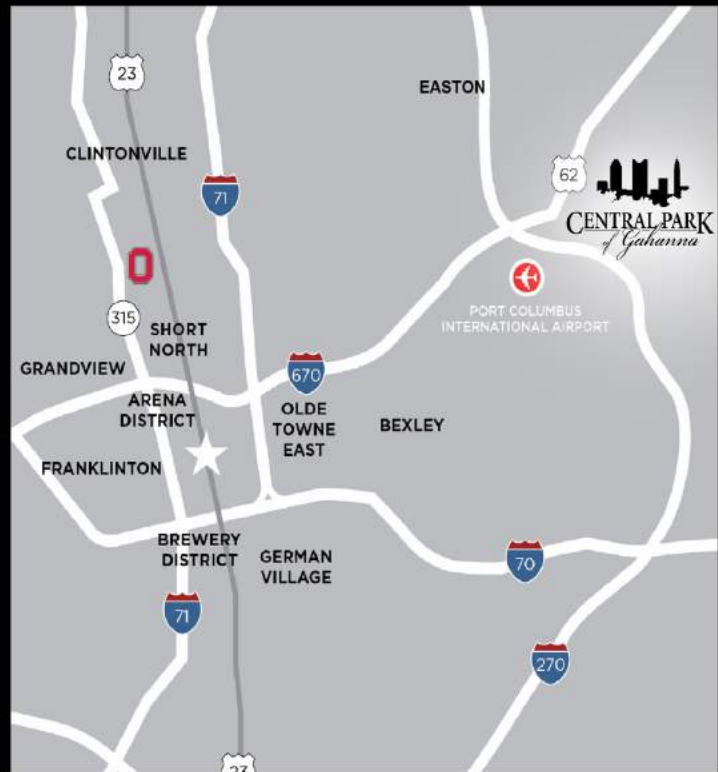 23
EASTON
CLINTONVILLE
62
71
CENTRAL PARK
of Gahanna
O
PORT COLUMBUS
INTERNATIONAL AIRPORT
315
SHORT
NORTH
GRANDVIEW
670
ARENA
DISTRICT
OLDE
TOWNE
EAST
BEXLEY
FRANKLINTON
BREWERY
DISTRICT
GERMAN
VILLAGE
70
71
270
23